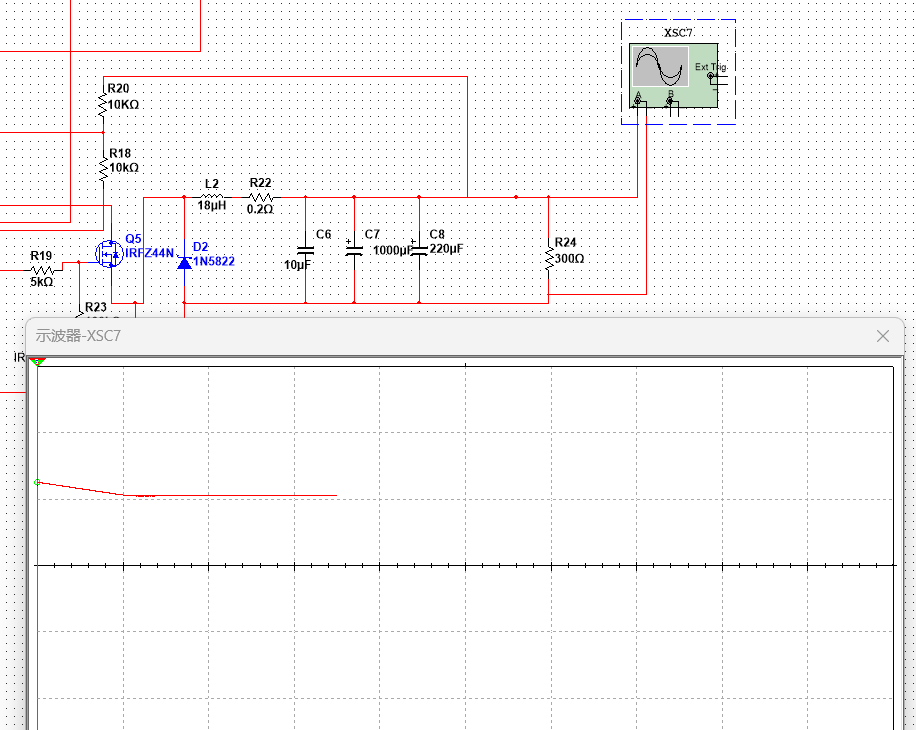 XSC7
Ext Trig
A
B
R20
10KΩ
R18
10kΩ
L2
18µH
R22
0.2Ω
Q5
IRFZ44N
D2
1N5822
C6
10µF
C7
1000µF
C8
220µF
R24
300Ω
R19
5kΩ
R23
IR
示波器-XSC7